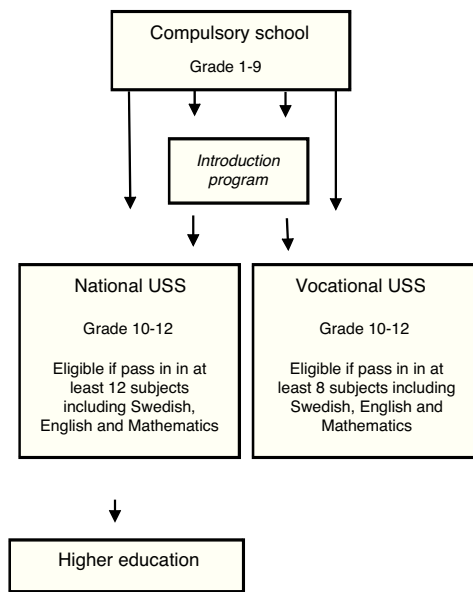 Compulsory school
Grade 1-9
Introduction
program
National USS
Grade 10-12
Eligible if pass in in at
least 12 subjects
including Swedish,
English and Mathematics
Vocational USS
Grade 10-12
Eligible if pass in in at
least 8 subjects including
Swedish, English and
Mathematics
Higher education